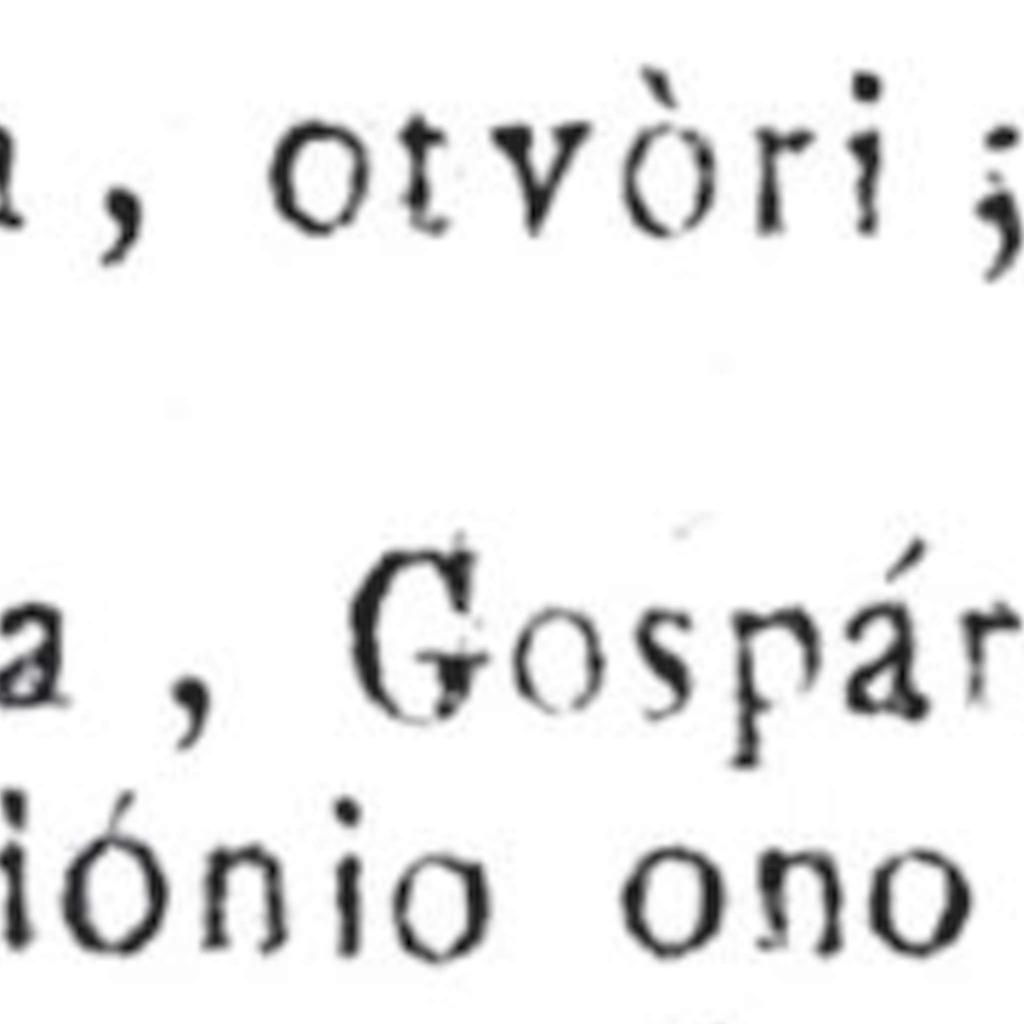 , otvòri ;
a , Gospár
iónio ono